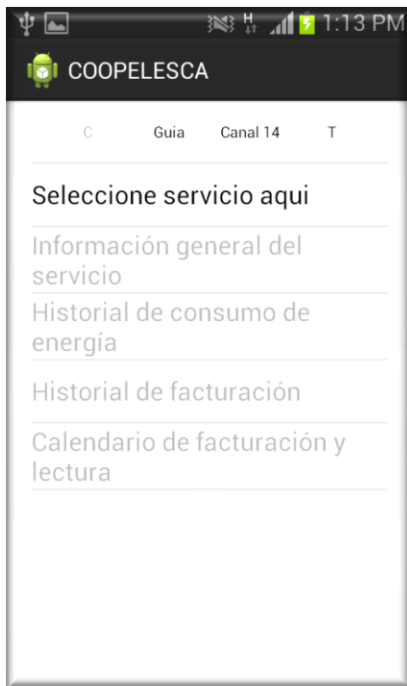 H 1:13 PM
COOPELESCA
C Guia Canal 14 T
Seleccione servicio aqui
Información general del
servicio
Historial de consumo de
energía
Historial de facturación
Calendario de facturación y
lectura